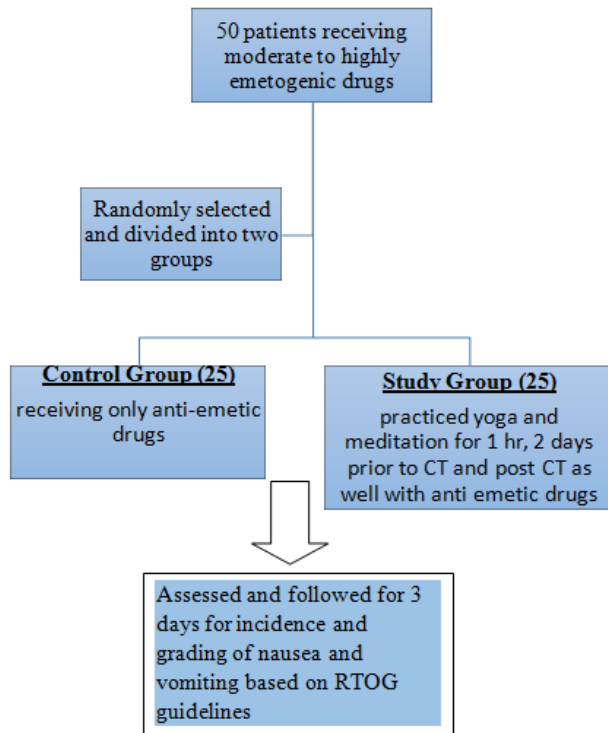 50 patients receiving
moderate to highly
emetogenic drugs
Randomly selected
and divided into two
groups
Control Group (25)
receiving only anti-emetic
drugs
Study Group (25)
practiced yoga and
meditation for 1 hr, 2 days
prior to CT and post CT as
well with anti emetic drugs
Assessed and followed for 3
days for incidence and
grading of nausea and
vomiting based on RTOG
guidelines